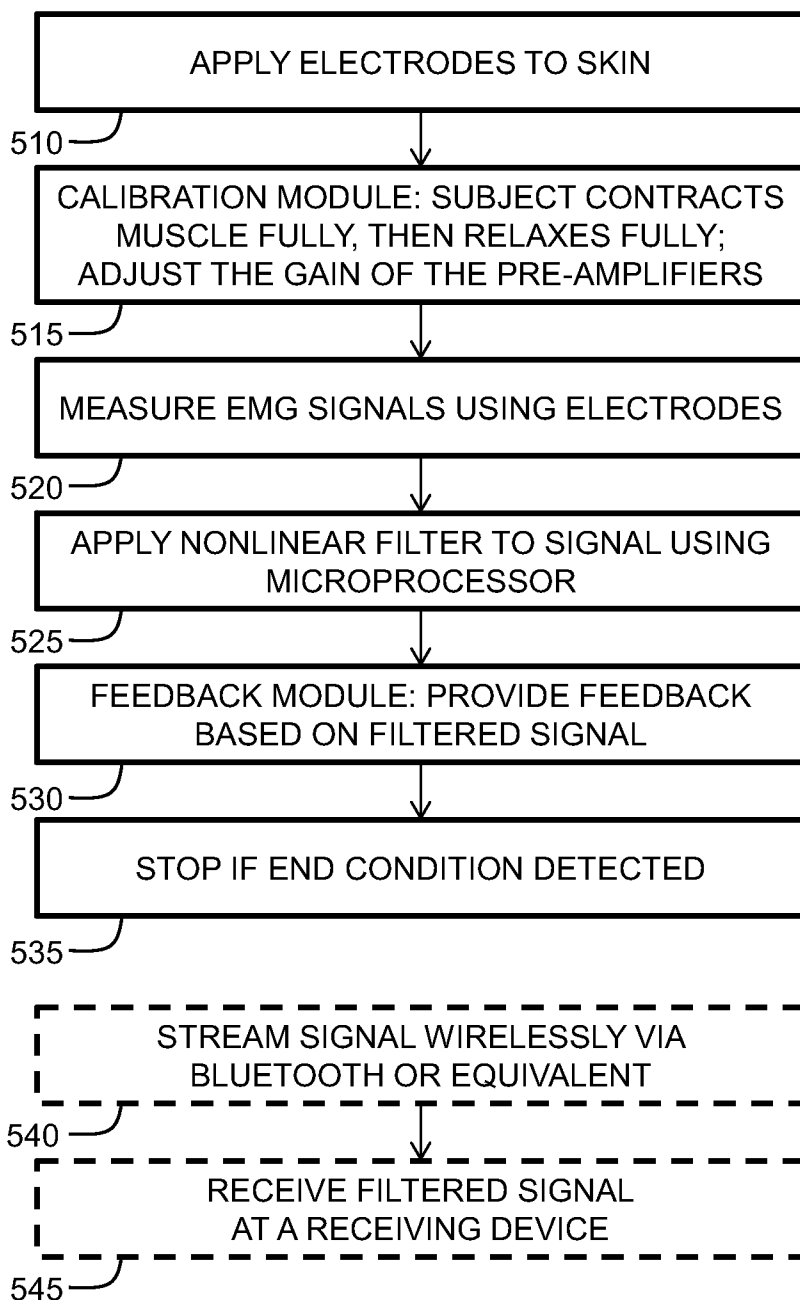 APPLY ELECTRODES TO SKIN
510
CALIBRATION MODULE: SUBJECT CONTRACTS
MUSCLE FULLY, THEN RELAXES FULLY;
ADJUST THE GAIN OF THE PRE-AMPLIFIERS
515
MEASURE EMG SIGNALS USING ELECTRODES
520
APPLY NONLINEAR FILTER TO SIGNAL USING
MICROPROCESSOR
525
FEEDBACK MODULE: PROVIDE FEEDBACK
BASED ON FILTERED SIGNAL
530
STOP IF END CONDITION DETECTED
535
STREAM SIGNAL WIRELESSLY VIA
BLUETOOTH OR EQUIVALENT
540
RECEIVE FILTERED SIGNAL
AT A RECEIVING DEVICE
545